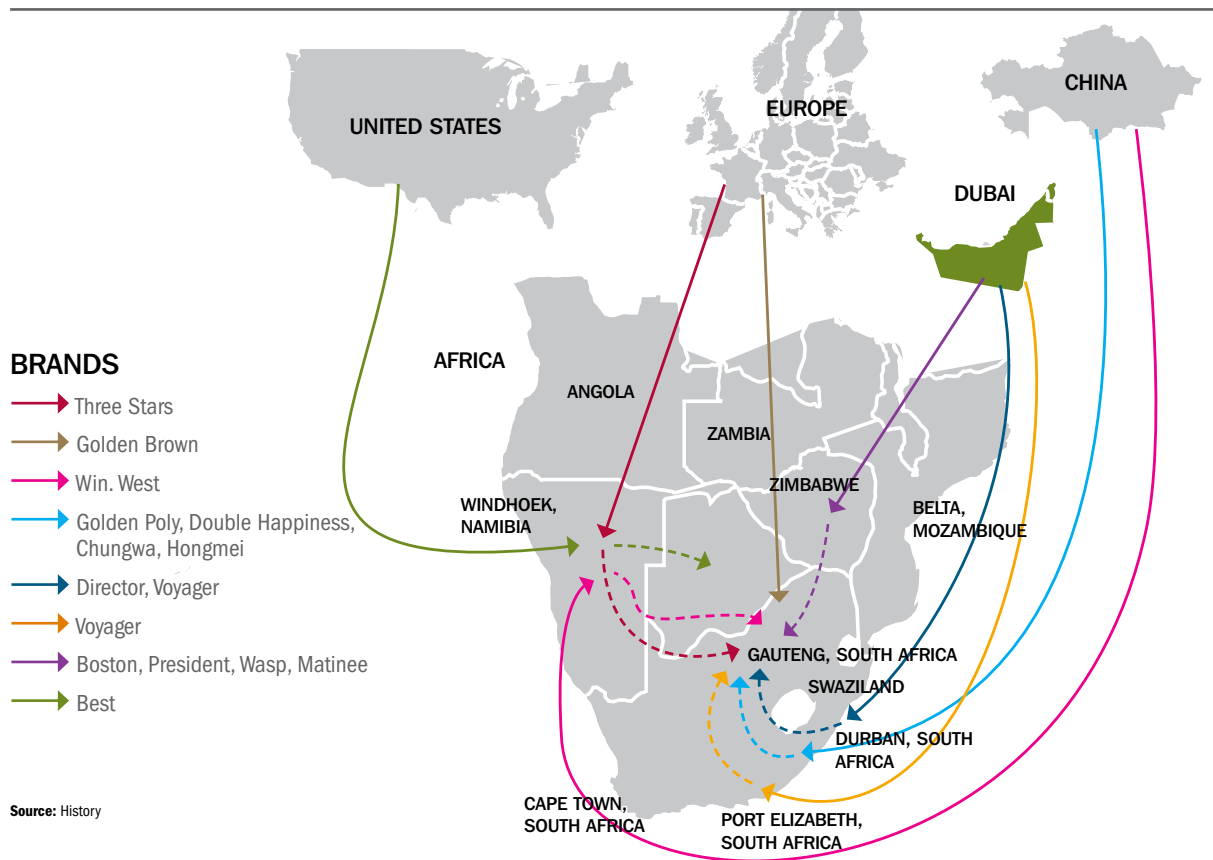 UNITED STATES
EUROPE
CHINA
DUBAI
BRANDS
Three Stars
Golden Brown
Win. West
Golden Poly, Double Happiness,
Chungwa, Hongmei
Director, Voyager
Voyager
Boston, President, Wasp, Matinee
Best
AFRICA
ANGOLA
ZAMBIA
ZIMBABWE
WINDHOEK,
NAMIBIA
BELTA,
MOZAMBIQUE
GAUTENG, SOUTH AFRICA
SWAZILAND
DURBAN, SOUTH
AFRICA
CAPE TOWN,
SOUTH AFRICA
PORT ELIZABETH,
SOUTH AFRICA
Source: History